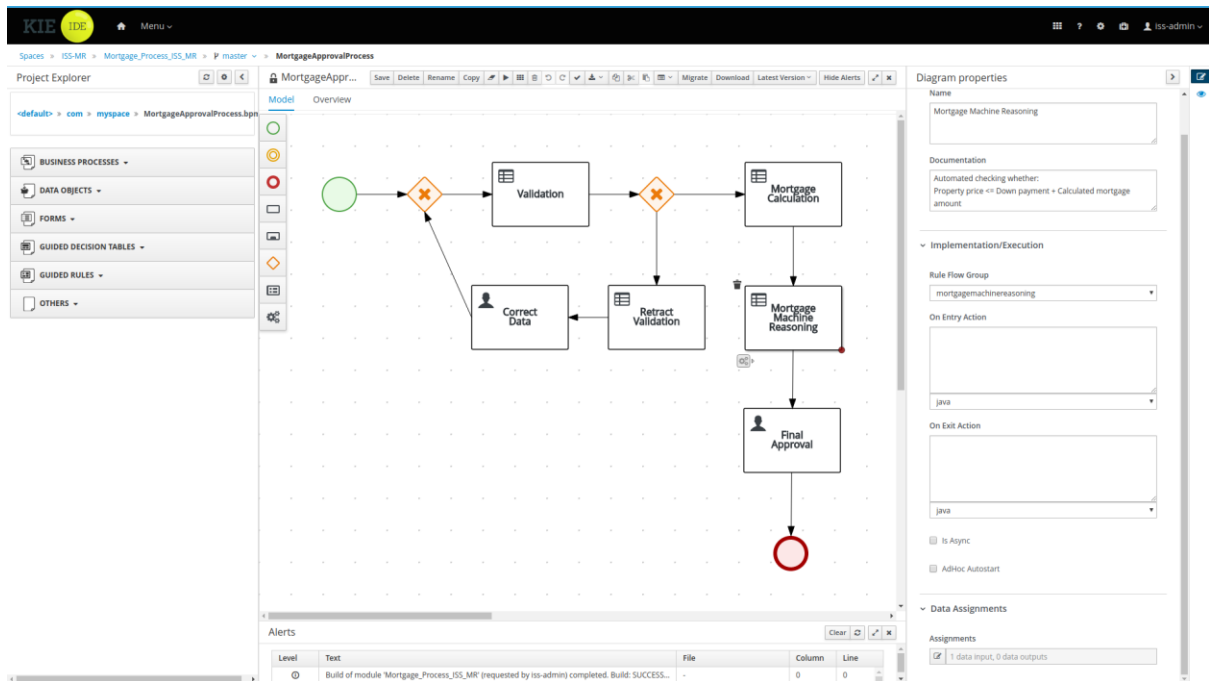 KIE IDE Menu ? iss-admin
Spaces » ISS-MR » Mortgage_Process_ISS_MR » master » MortgageApprovalProcess
Project Explorer
<default> » com » myspace » MortgageApprovalProcess.bpm
BUSINESS PROCESSES
DATA OBJECTS
FORMS
GUIDED DECISION TABLES
GUIDED RULES
OTHERS
MortgageAppr... Save Delete Rename Copy Migrate Download Latest Version Hide Alerts
Model Overview
Validation
Mortgage
Calculation
Correct
Data
Retract
Validation
Mortgage
Machine
Reasoning
Final
Approval
Alerts Clear
Level Text File Column Line
Build of module 'Mortgage_Process_ISS_MR' (requested by iss-admin) completed. Build: SUCCESS... - 0 0
Diagram properties
Name
Mortgage Machine Reasoning
Documentation
Automated checking whether:
Property price <= Down payment + Calculated mortgage
amount
Implementation/Execution
Rule Flow Group
mortgagemachinereasoning
On Entry Action
java
On Exit Action
java
Is Async
AdHoc Autostart
Data Assignments
Assignments
1 data input, 0 data outputs